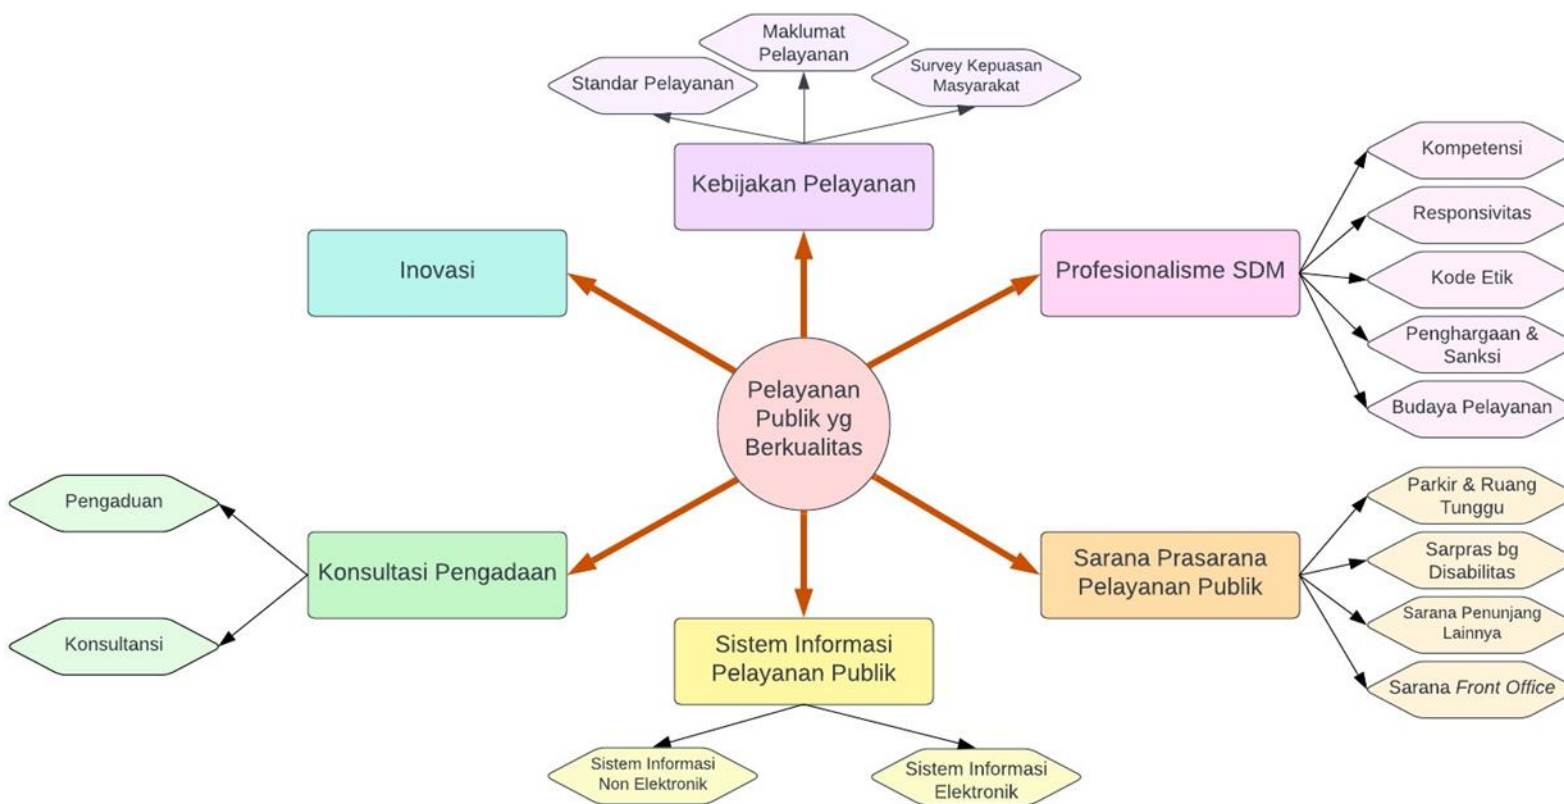 Maklumat
Pelayanan
Standar Pelayanan
Survey Kepuasan
Masyarakat
Kebijakan Pelayanan
Inovasi
Profesionalisme SDM
Kompetensi
Responsivitas
Kode Etik
Penghargaan &
Sanksi
Budaya Pelayanan
Pelayanan
Publik yg
Berkualitas
Pengaduan
Konsultasi Pengadaan
Konsultansi
Sarana Prasarana
Pelayanan Publik
Parkir & Ruang
Tunggu
Sarpras bg
Disabilitas
Sarana Penunjang
Lainnya
Sarana Front Office
Sistem Informasi
Pelayanan Publik
Sistem Informasi
Non Elektronik
Sistem Informasi
Elektronik